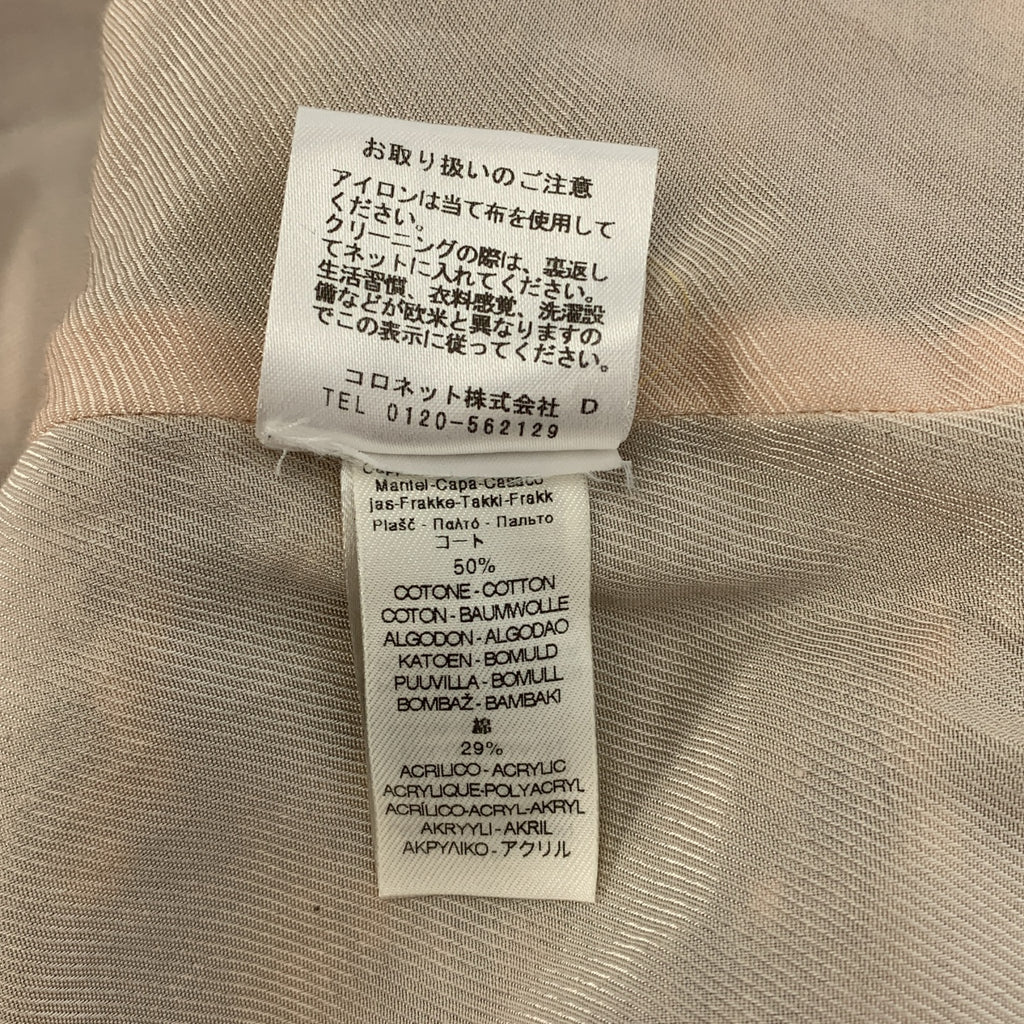 お取り扱いのご注意
アイロンは当て布を使用して
ください。
クリーニングの際は、裏返し
てネットに入れてください。
生活習慣、衣料感覚、洗濯設
備などが欧米と異なりますの
でこの表示に従ってください。
コロネット株式会社 D
TEL 0120-562129
Mantel-Capa-Casaco
jas-Frakke-Takki-Frakk
Plašč - Παλτό - Пальто
コート
50%
COTONE - COTTON
COTON - BAUMWOLLE
ALGODON - ALGODAO
KATOEN - BOMULD
PUUVILLA - BOMULL
BOMBAŽ - BAMBAKI
綿
29%
ACRILICO - ACRYLIC
ACRYLIQUE-POLYACRYL
ACRÍLICO-ACRYL-AKRYL
AKRYYLI - AKRIL
ΑΚΡΥΛΙΚΟ - アクリル